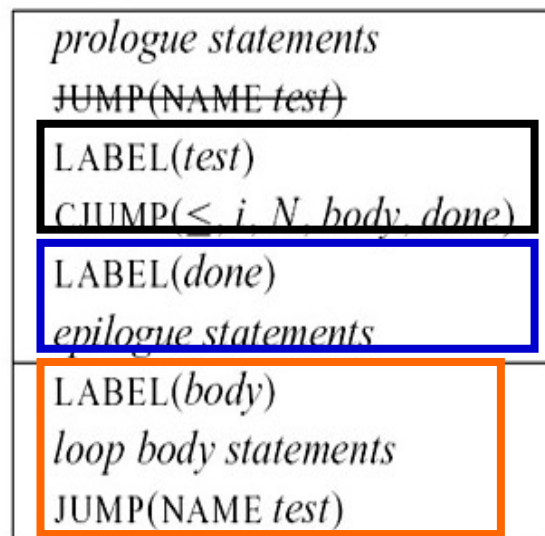 prologue statements
JUMP(NAME test)
LABEL(test)
CJUMP(≤, i, N, body, done)
LABEL(done)
epilogue statements
LABEL(body)
loop body statements
JUMP(NAME test)